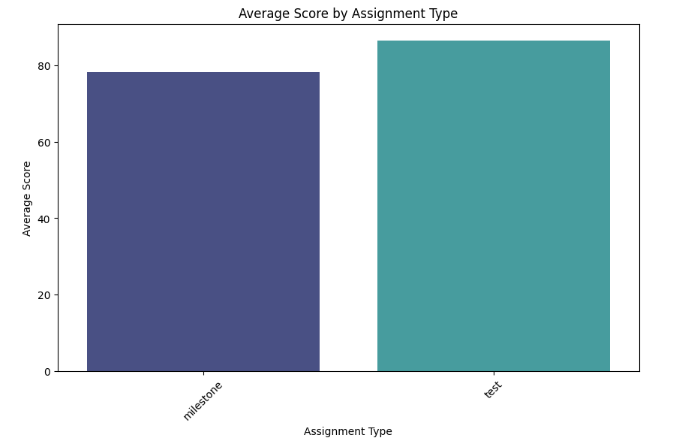 Average Score by Assignment Type
Average Score
80
60
40
20
0
milestone
test
Assignment Type